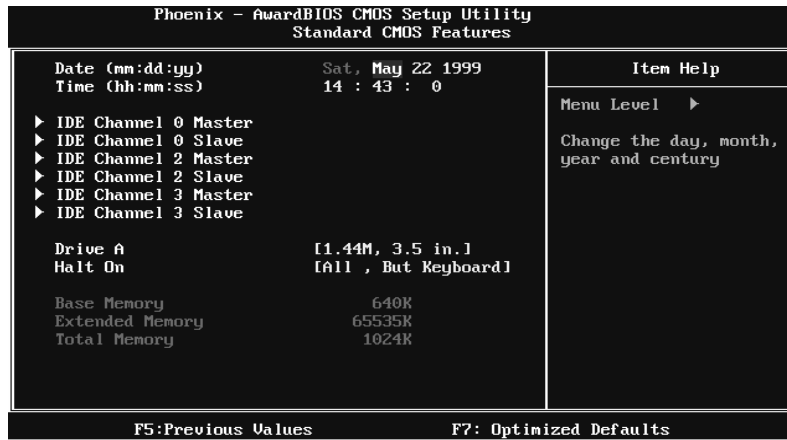 Phoenix - AwardBIOS CMOS Setup Utility
Standard CMOS Features
Date (mm:dd:yy) Sat, May 22 1999
Time (hh:mm:ss) 14 : 43 : 0
IDE Channel 0 Master
IDE Channel 0 Slave
IDE Channel 2 Master
IDE Channel 2 Slave
IDE Channel 3 Master
IDE Channel 3 Slave
Drive A [1.44M, 3.5 in.]
Halt On [All , But Keyboard]
Base Memory 640K
Extended Memory 65535K
Total Memory 1024K
Item Help
Menu Level
Change the day, month,
year and century
F5:Previous Values F7: Optimized Defaults